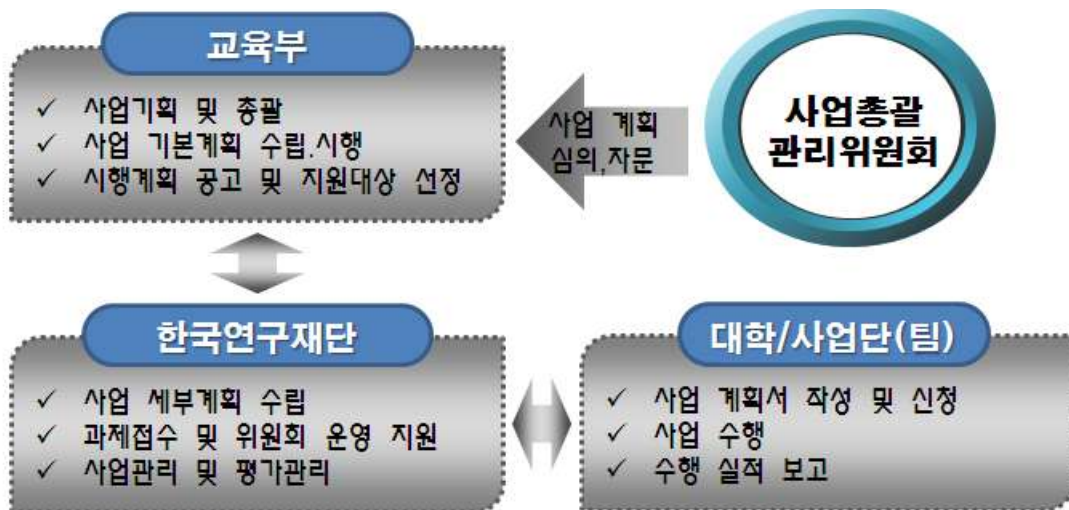 교육부
✓ 사업기획 및 총괄
✓ 사업 기본계획 수립.시행
✓ 시행계획 공고 및 지원대상 선정
사업 계획
심의,자문
사업총괄
관리위원회
한국연구재단
✓ 사업 세부계획 수립
✓ 과제접수 및 위원회 운영 지원
✓ 사업관리 및 평가관리
대학/사업단(팀)
✓ 사업 계획서 작성 및 신청
✓ 사업 수행
✓ 수행 실적 보고